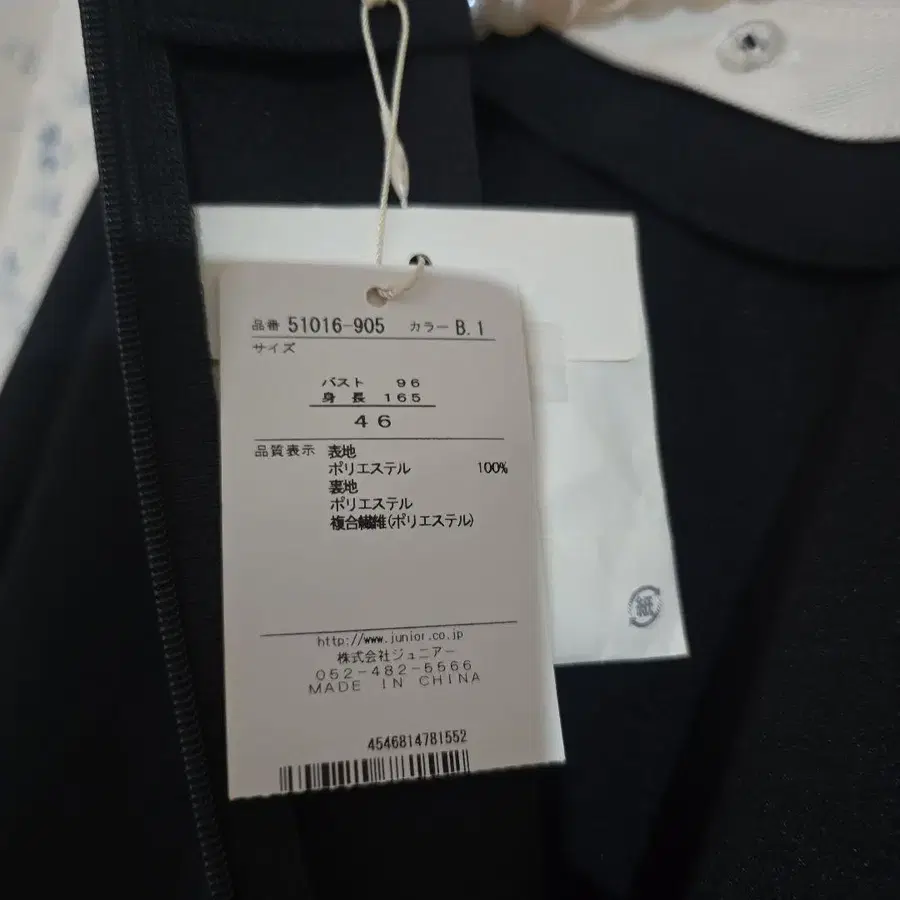 品番 51016-905 カラー B.1
サイズ
バスト 96
身長 165
46
品質表示 表地
ポリエステル 100%
裏地
ポリエステル
複合繊維(ポリエステル)
http://www.junior.co.jp
株式会社ジュニアー
052-482-5566
MADE IN CHINA
4546814781552
紙